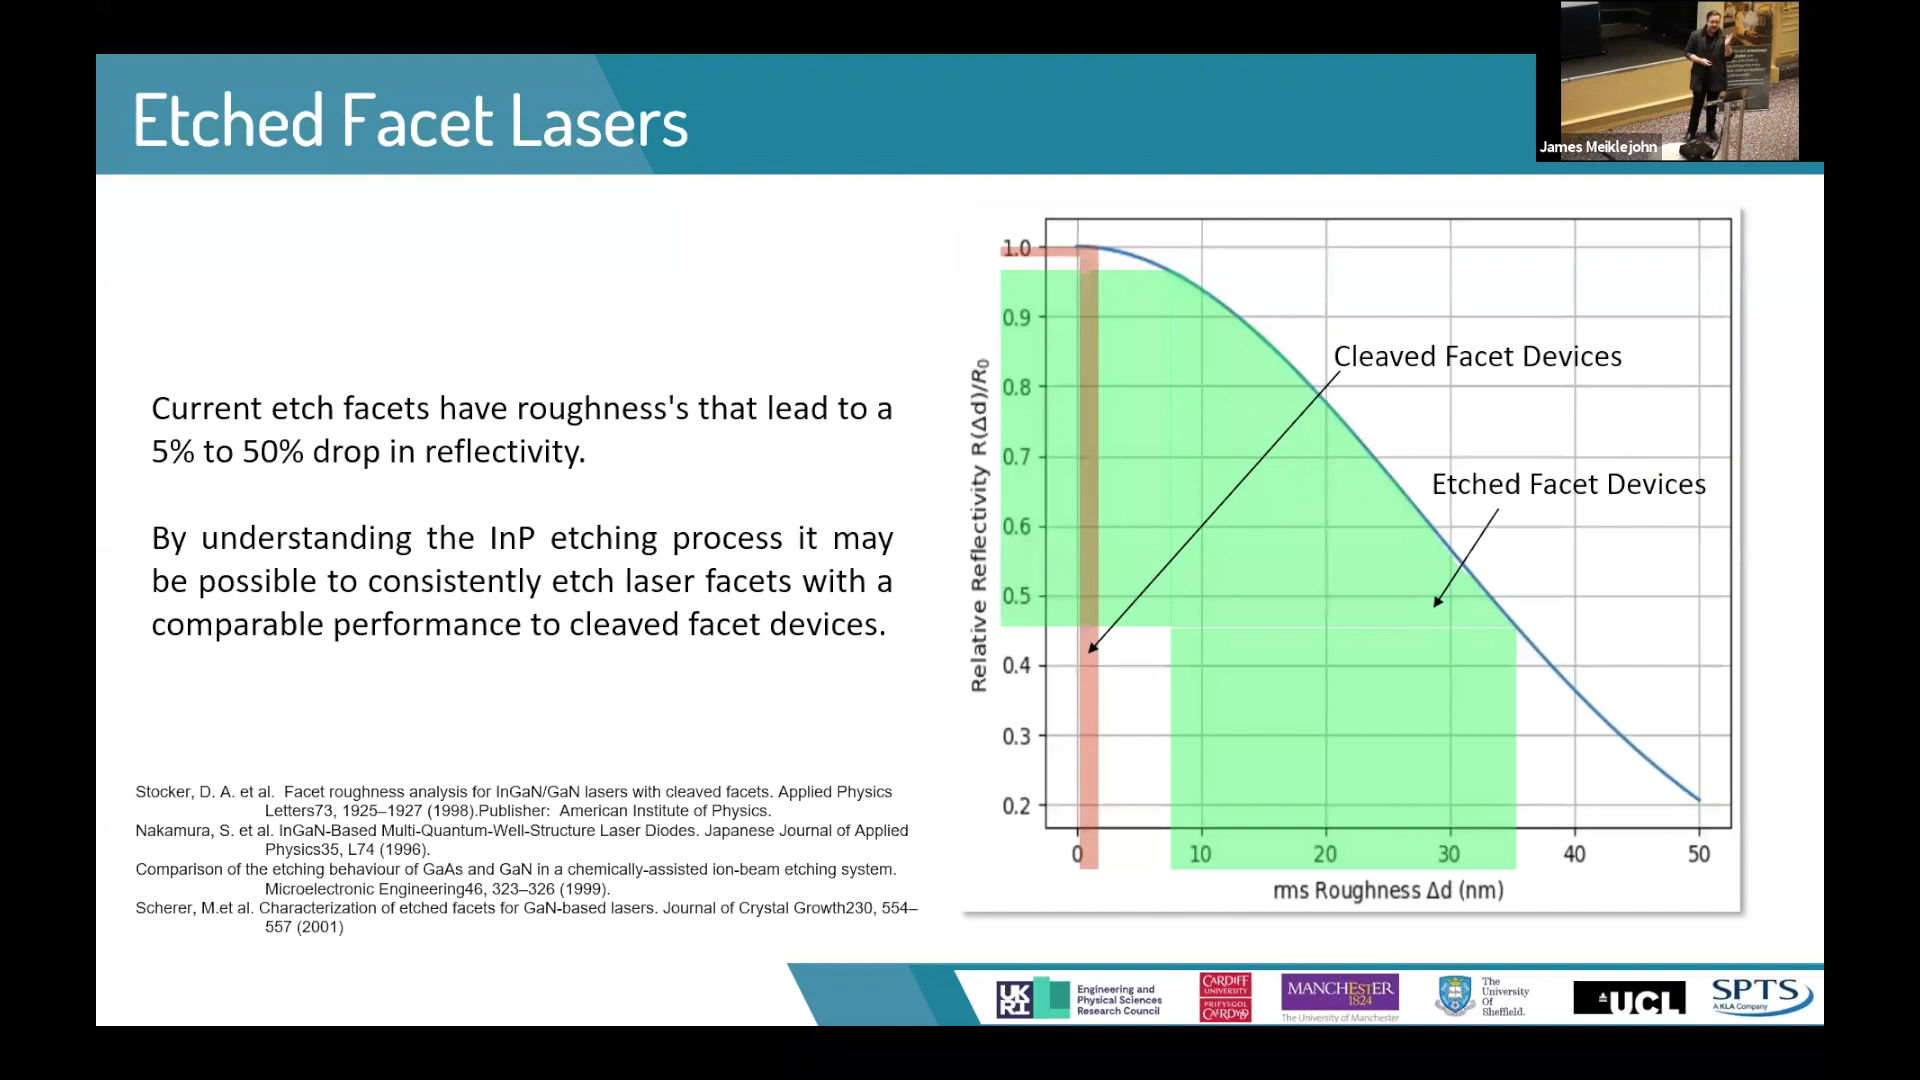 Etched Facet Lasers
James Meiklejohn
Current etch facets have roughness's that lead to a
5% to 50% drop in reflectivity.
By understanding the InP etching process it may
be possible to consistently etch laser facets with a
comparable performance to cleaved facet devices.
Stocker, D. A. et al. Facet roughness analysis for InGaN/GaN lasers with cleaved facets. Applied Physics
Letters73, 1925–1927 (1998).Publisher: American Institute of Physics.
Nakamura, S. et al. InGaN-Based Multi-Quantum-Well-Structure Laser Diodes. Japanese Journal of Applied
Physics35, L74 (1996).
Comparison of the etching behaviour of GaAs and GaN in a chemically-assisted ion-beam etching system.
Microelectronic Engineering46, 323–326 (1999).
Scherer, M.et al. Characterization of etched facets for GaN-based lasers. Journal of Crystal Growth230, 554–
557 (2001)
Relative Reflectivity R(Δd)/R₀
1.0
0.9
0.8
0.7
0.6
0.5
0.4
0.3
0.2
Cleaved Facet Devices
Etched Facet Devices
0 10 20 30 40 50
rms Roughness Δd (nm)
UKRI
Engineering and
Physical Sciences
Research Council
CARDIFF
UNIVERSITY
PRIFYSGOL
CAERDYDD
MANCHESTER
1824
The University of Manchester
The
University
Of
Sheffield.
UCL
SPTS
A KLA Company